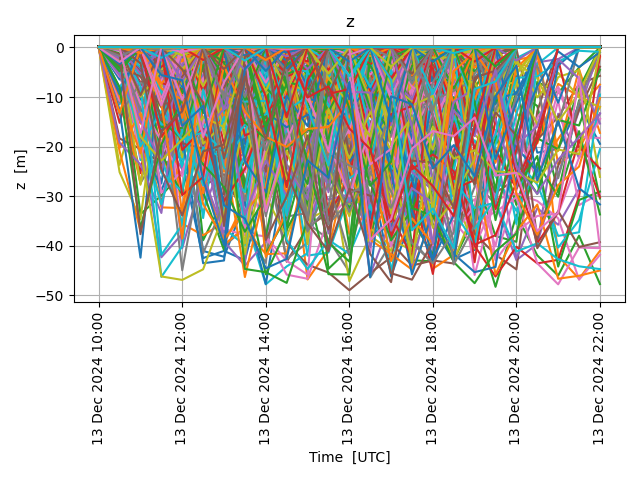 z
0
−10
−20
−30
−40
−50
z [m]
13 Dec 2024 10:00
13 Dec 2024 12:00
13 Dec 2024 14:00
13 Dec 2024 16:00
13 Dec 2024 18:00
13 Dec 2024 20:00
13 Dec 2024 22:00
Time [UTC]